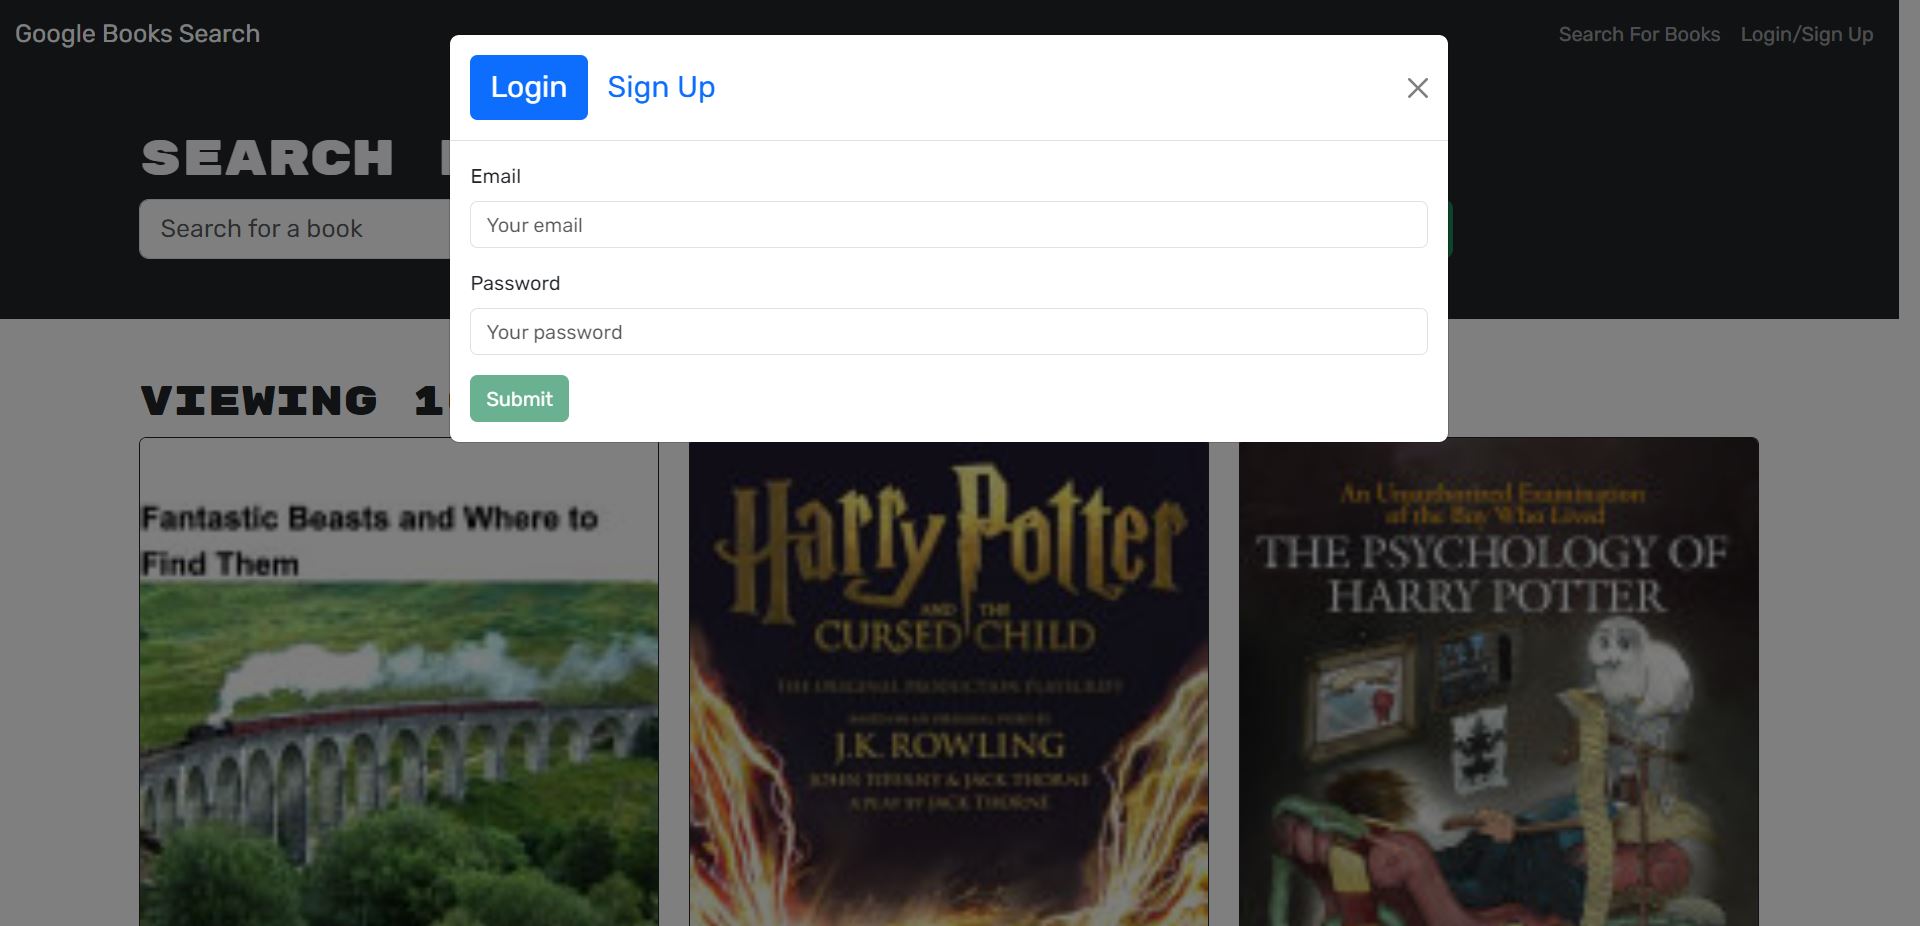 Google Books Search
Search For Books
Login/Sign Up
Login
Sign Up
Email
Your email
Password
Your password
Submit
SEARCH
Search for a book
VIEWING
Fantastic Beasts and Where to
Find Them
Harry Potter
AND THE
CURSED CHILD
THE ORIGINAL PRODUCTION PLAYSCRIPT
BASED ON AN ORIGINAL STORY BY
J.K. ROWLING
JOHN TIFFANY & JACK THORNE
A PLAY BY JACK THORNE
An Unauthorized Examination
of the Boy Who Lived
THE PSYCHOLOGY OF
HARRY POTTER